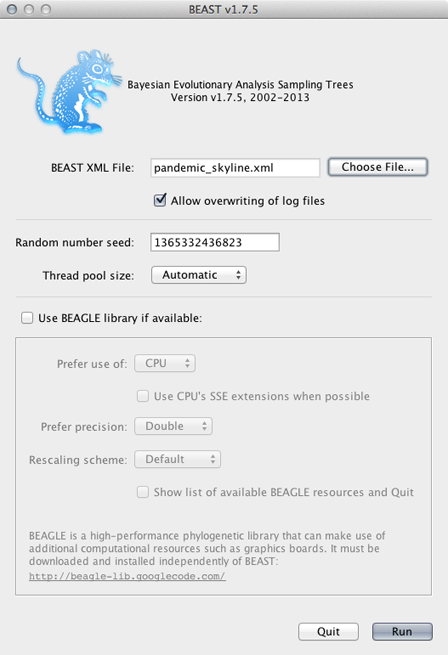 BEAST v1.7.5
Bayesian Evolutionary Analysis Sampling Trees
Version v1.7.5, 2002-2013
BEAST XML File: pandemic_skyline.xml Choose File...
Allow overwriting of log files
Random number seed: 1365332436823
Thread pool size: Automatic
Use BEAGLE library if available:
Prefer use of: CPU
Use CPU's SSE extensions when possible
Prefer precision: Double
Rescaling scheme: Default
Show list of available BEAGLE resources and Quit
BEAGLE is a high-performance phylogenetic library that can make use of
additional computational resources such as graphics boards. It must be
downloaded and installed independently of BEAST:
http://beagle-lib.googlecode.com/
Quit Run